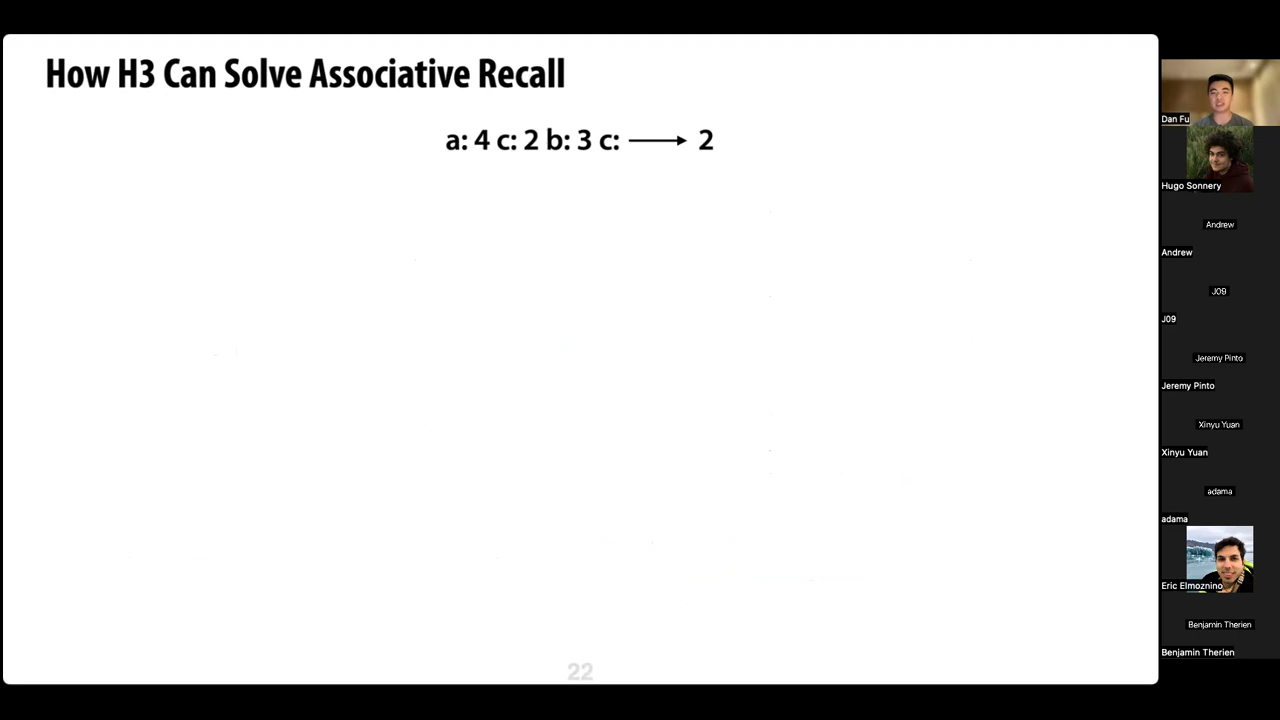 How H3 Can Solve Associative Recall
a: 4 c: 2 b: 3 c: ⟶ 2
22
Dan Fu
Hugo Sonnery
Andrew
Andrew
J09
J09
Jeremy Pinto
Jeremy Pinto
Xinyu Yuan
Xinyu Yuan
adama
adama
Eric Elmoznino
Benjamin Therien
Benjamin Therien